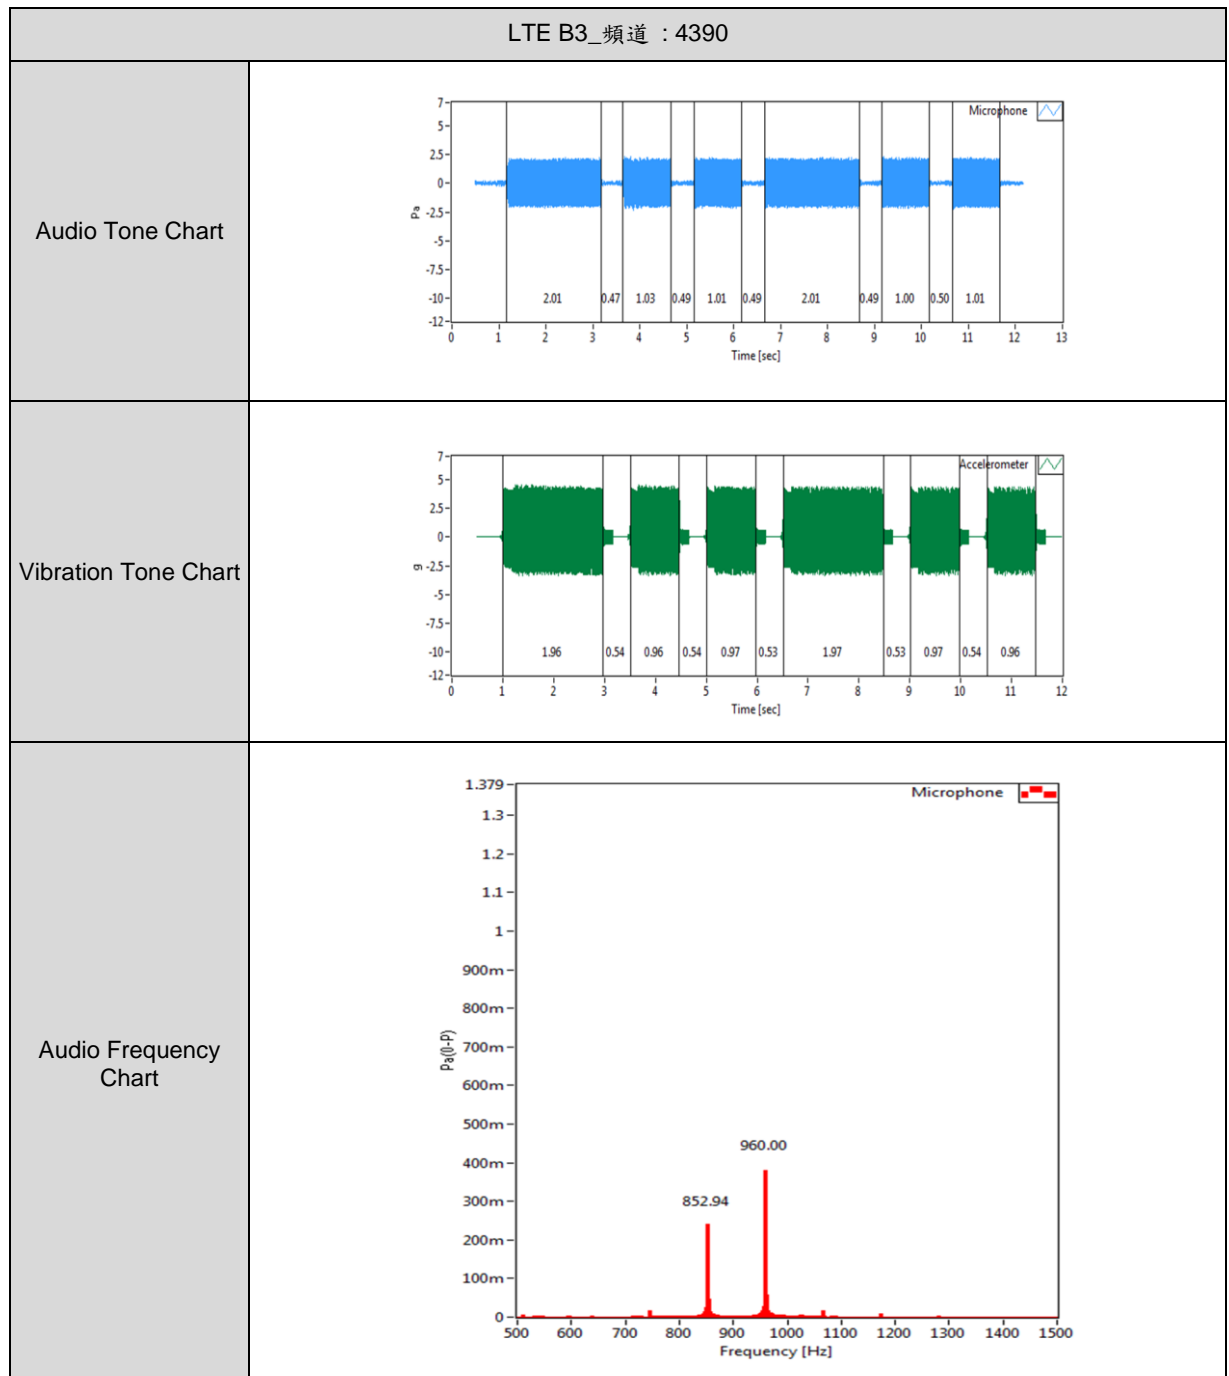 LTE B3_頻道 : 4390
Audio Tone Chart
Microphone
7
5
2.5
0
-2.5
-5
-7.5
-10
-12
Pa
2.01 0.47 1.03 0.49 1.01 0.49 2.01 0.49 1.00 0.50 1.01
0 1 2 3 4 5 6 7 8 9 10 11 12 13
Time [sec]
Vibration Tone Chart
Accelerometer
7
5
2.5
0
-2.5
-5
-7.5
-10
-12
g
1.96 0.54 0.96 0.54 0.97 0.53 1.97 0.53 0.97 0.54 0.96
0 1 2 3 4 5 6 7 8 9 10 11 12
Time [sec]
Audio Frequency
Chart
Microphone
1.379
1.3
1.2
1.1
1
900m
800m
700m
600m
500m
400m
300m
200m
100m
0
Pa(0-P)
960.00
852.94
500 600 700 800 900 1000 1100 1200 1300 1400 1500
Frequency [Hz]